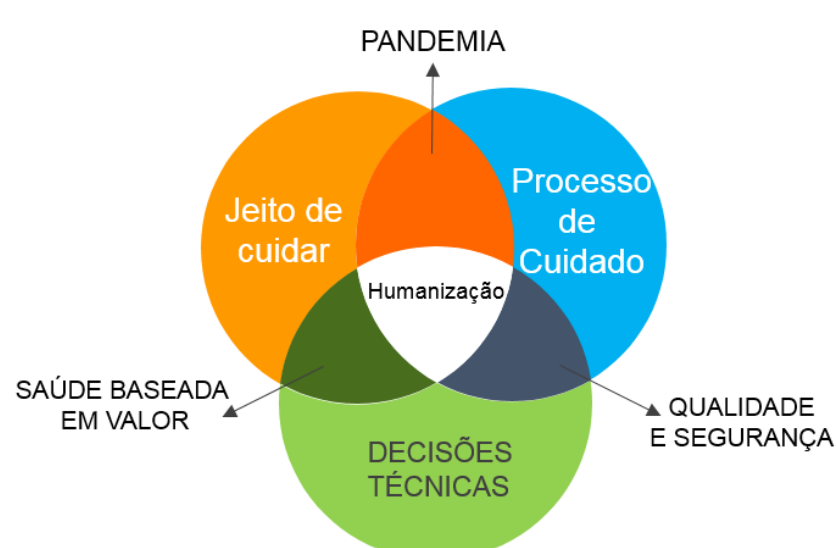 PANDEMIA
Jeito de
cuidar
Processo
de
Cuidado
Humanização
SAÚDE BASEADA
EM VALOR
QUALIDADE
E SEGURANÇA
DECISÕES
TÉCNICAS